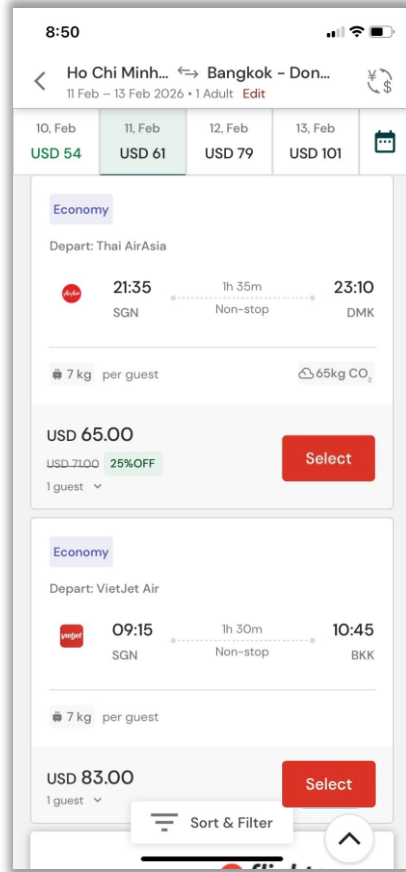 8:50
Ho Chi Minh... Bangkok - Don...
11 Feb – 13 Feb 2026 • 1 Adult Edit
10, Feb
USD 54
11, Feb
USD 61
12, Feb
USD 79
13, Feb
USD 101
Economy
Depart: Thai AirAsia
AirAsia
21:35
1h 35m
23:10
SGN
Non-stop
DMK
7 kg per guest
65kg CO₂
USD 65.00
USD 71.00 25%OFF
1 guest
Select
Economy
Depart: VietJet Air
vietjet
09:15
1h 30m
10:45
SGN
Non-stop
BKK
7 kg per guest
USD 83.00
1 guest
Select
Sort & Filter